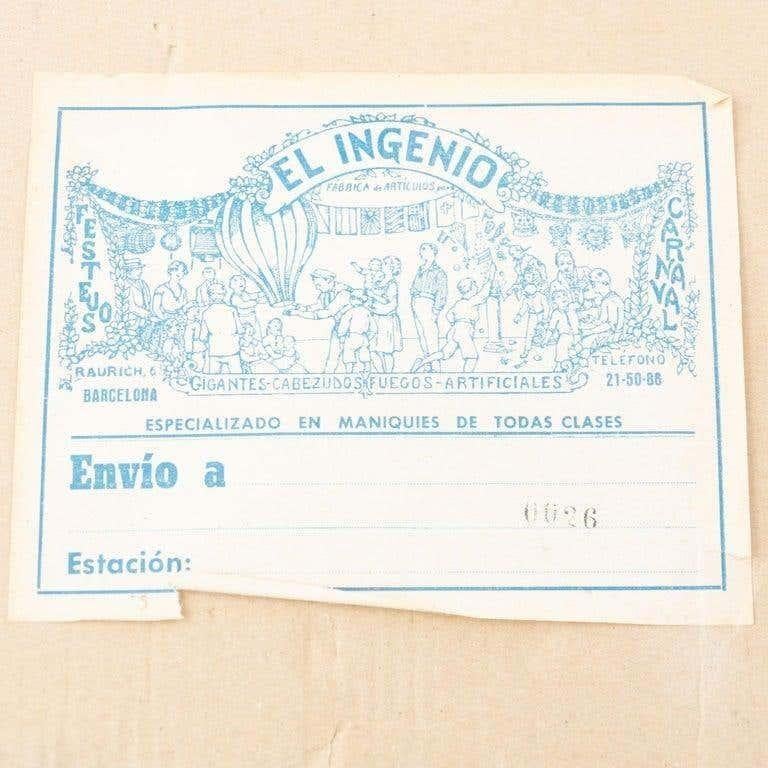 EL INGENIO
FABRICA de ARTICULOS para
FESTEJOS
CARNAVAL
RAURICH, 6
BARCELONA
TELEFONO
21-50-86
GIGANTES-CABEZUDOS FUEGOS-ARTIFICIALES
ESPECIALIZADO EN MANIQUIES DE TODAS CLASES
Envío a
0026
Estación: